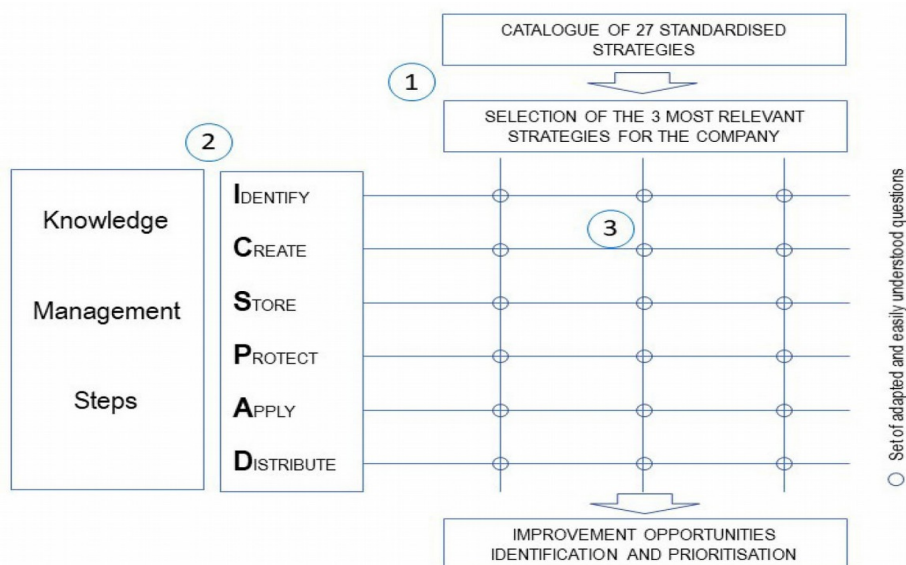 CATALOGUE OF 27 STANDARDISED
STRATEGIES
1
SELECTION OF THE 3 MOST RELEVANT
STRATEGIES FOR THE COMPANY
2
Knowledge
Management
Steps
IDENTIFY
CREATE
STORE
PROTECT
APPLY
DISTRIBUTE
3
Set of adapted and easily understood questions
IMPROVEMENT OPPORTUNITIES
IDENTIFICATION AND PRIORITISATION